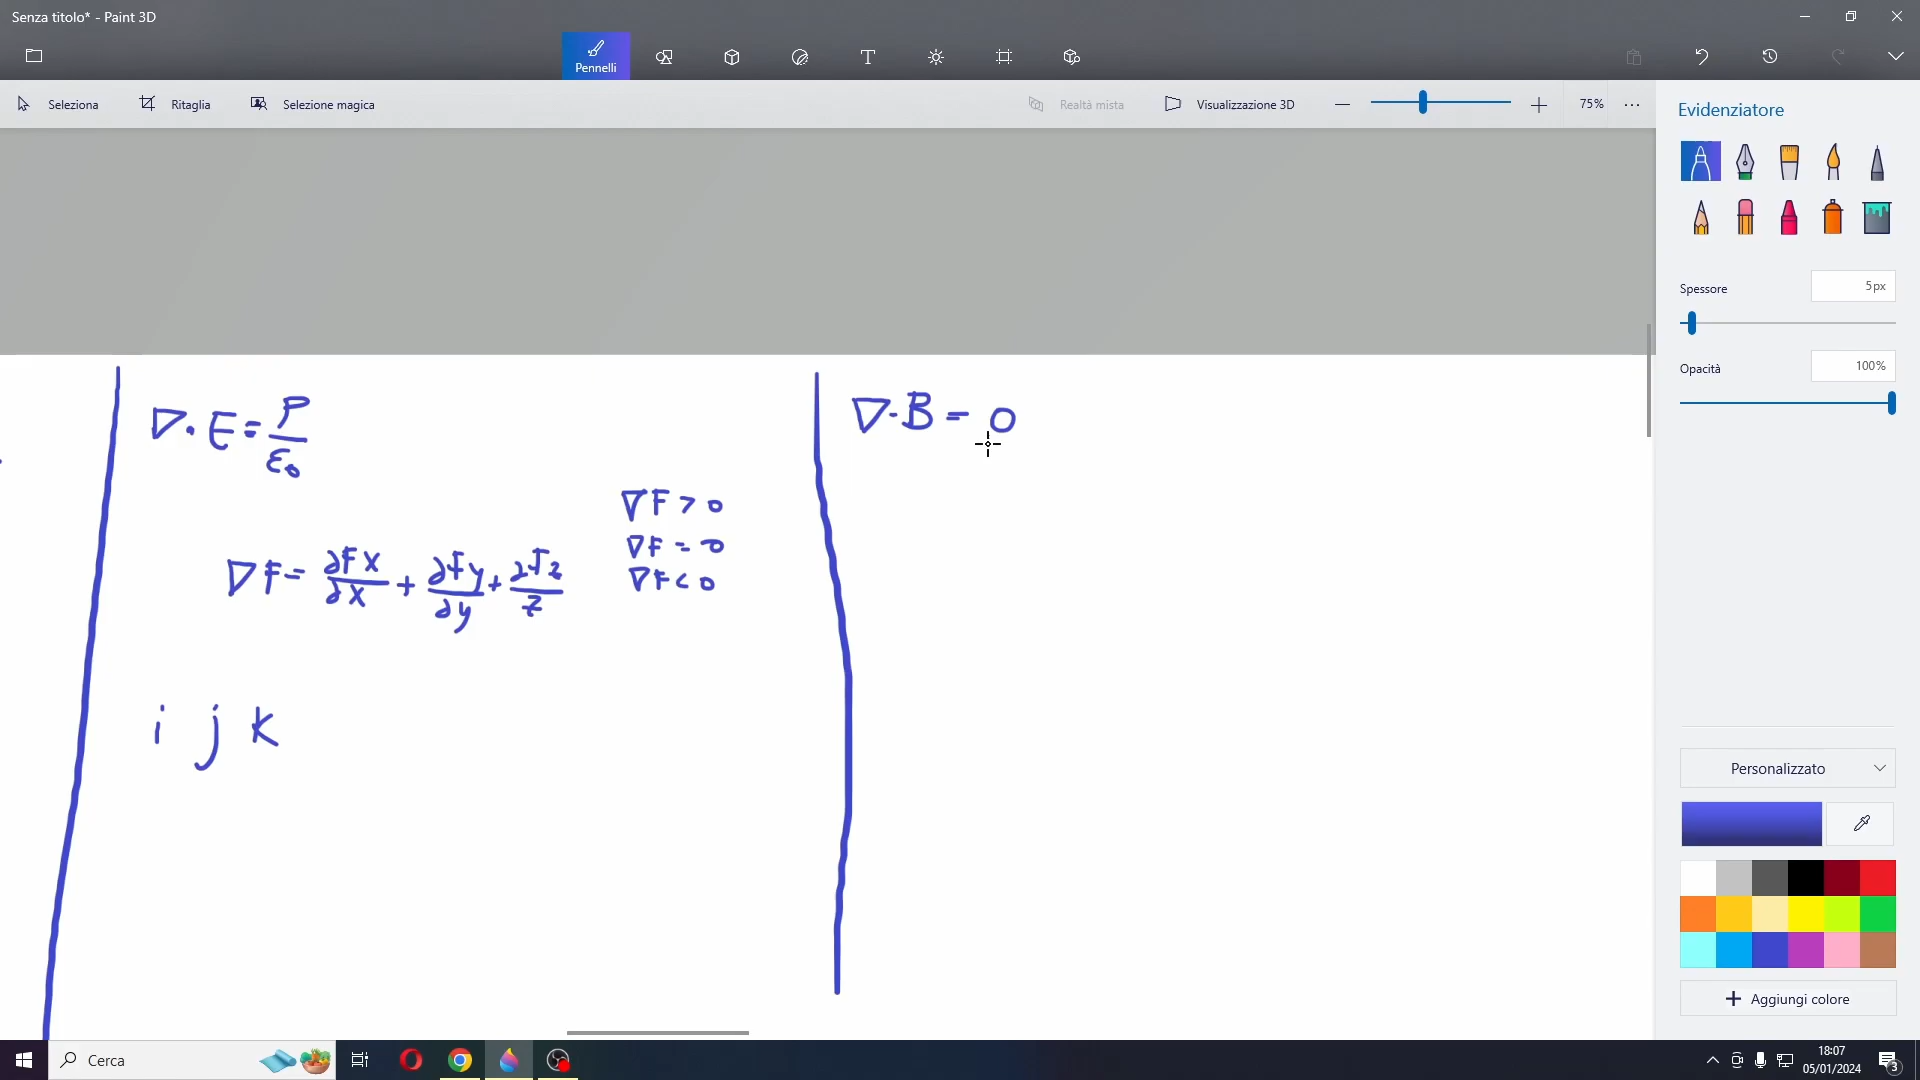 Senza titolo* - Paint 3D
Pennelli
Seleziona
Ritaglia
Selezione magica
Realtà mista
Visualizzazione 3D
75%
Evidenziatore
Spessore
5px
Opacità
100%
∇·E = ρ/ε₀
∇·B = 0
∇F > 0
∇F = 0
∇F < 0
∇F = ∂Fx/∂x + ∂Fy/∂y + ∂Fz/z
i j k
Personalizzato
Aggiungi colore
Cerca
18:07
05/01/2024
3